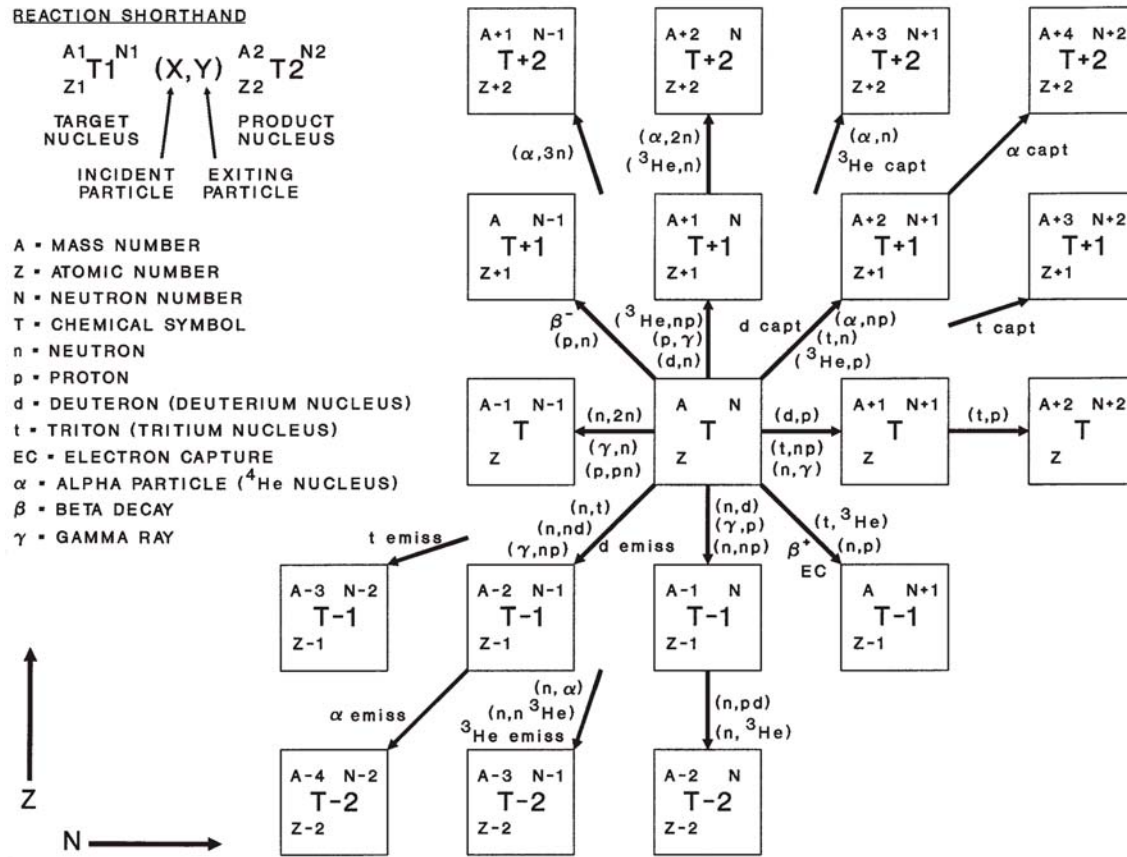 REACTION SHORTHAND
A1 Z1 T1 N1 (X,Y) A2 Z2 T2 N2
TARGET NUCLEUS
PRODUCT NUCLEUS
INCIDENT PARTICLE
EXITING PARTICLE
A = MASS NUMBER
Z = ATOMIC NUMBER
N = NEUTRON NUMBER
T = CHEMICAL SYMBOL
n = NEUTRON
p = PROTON
d = DEUTERON (DEUTERIUM NUCLEUS)
t = TRITON (TRITIUM NUCLEUS)
EC = ELECTRON CAPTURE
α = ALPHA PARTICLE (⁴He NUCLEUS)
β = BETA DECAY
γ = GAMMA RAY
A+1 N-1
T+2
Z+2
A+2 N
T+2
Z+2
A+3 N+1
T+2
Z+2
A+4 N+2
T+2
Z+2
(α,3n)
(α,2n)
(³He,n)
(α,n)
³He capt
α capt
A N-1
T+1
Z+1
A+1 N
T+1
Z+1
A+2 N+1
T+1
Z+1
A+3 N+2
T+1
Z+1
β⁻
(p,n)
(³He,np)
(p,γ)
(d,n)
d capt
(α,np)
(t,n)
(³He,p)
t capt
A-1 N-1
T
Z
(n,2n)
(γ,n)
(p,pn)
A N
T
Z
(d,p)
(t,np)
(n,γ)
A+1 N+1
T
Z
(t,p)
A+2 N+2
T
Z
t emiss
(n,t)
(n,nd)
(γ,np)
d emiss
(n,d)
(γ,p)
(n,np)
(t,³He)
(n,p)
β⁺
EC
A-3 N-2
T-1
Z-1
A-2 N-1
T-1
Z-1
A-1 N
T-1
Z-1
A N+1
T-1
Z-1
α emiss
(n,α)
(n,n³He)
³He emiss
(n,pd)
(n,³He)
A-4 N-2
T-2
Z-2
A-3 N-1
T-2
Z-2
A-2 N
T-2
Z-2
Z
N